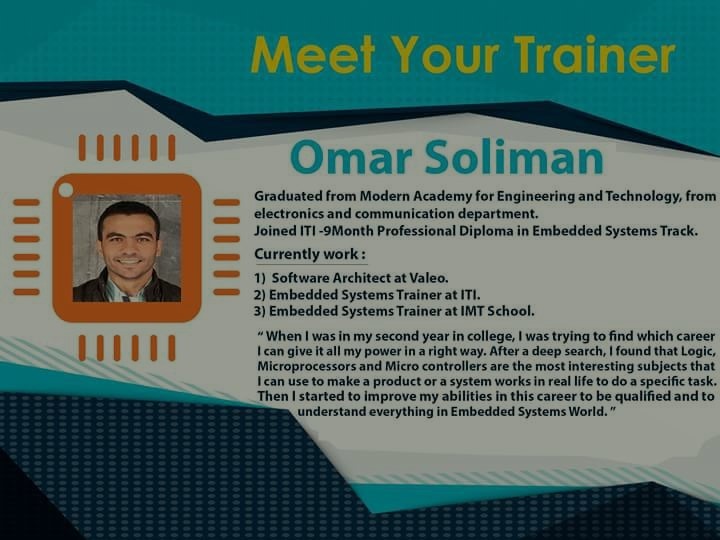 Meet Your Trainer
Omar Soliman
Graduated from Modern Academy for Engineering and Technology, from
electronics and communication department.
Joined ITI -9Month Professional Diploma in Embedded Systems Track.
Currently work :
1) Software Architect at Valeo.
2) Embedded Systems Trainer at ITI.
3) Embedded Systems Trainer at IMT School.
“ When I was in my second year in college, I was trying to find which career
I can give it all my power in a right way. After a deep search, I found that Logic,
Microprocessors and Micro controllers are the most interesting subjects that
I can use to make a product or a system works in real life to do a specific task.
Then I started to improve my abilities in this career to be qualified and to
understand everything in Embedded Systems World. ”